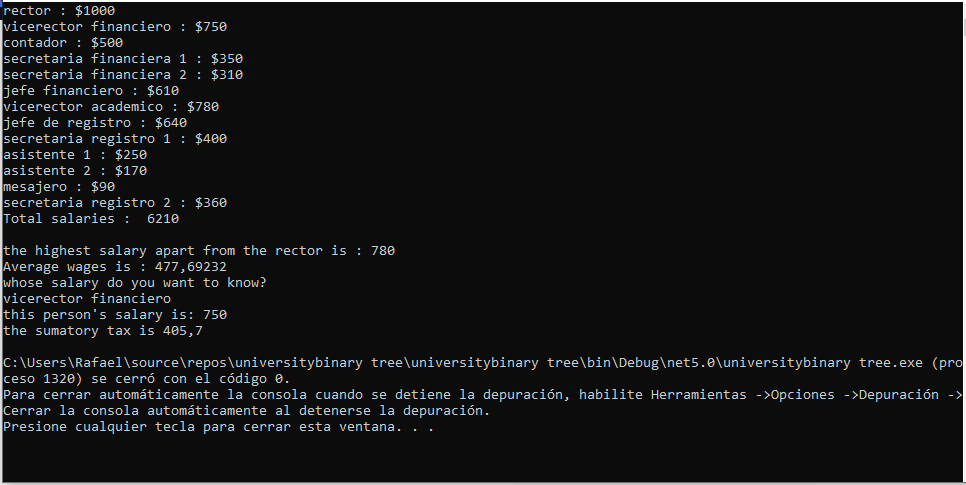 rector : $1000
vicerector financiero : $750
contador : $500
secretaria financiera 1 : $350
secretaria financiera 2 : $310
jefe financiero : $610
vicerector academico : $780
jefe de registro : $640
secretaria registro 1 : $400
asistente 1 : $250
asistente 2 : $170
mesajero : $90
secretaria registro 2 : $360
Total salaries :  6210
the highest salary apart from the rector is : 780
Average wages is : 477,69232
whose salary do you want to know?
vicerector financiero
this person's salary is: 750
the sumatory tax is 405,7
C:\Users\Rafael\source\repos\universitybinary tree\universitybinary tree\bin\Debug\net5.0\universitybinary tree.exe (pro
ceso 1320) se cerró con el código 0.
Para cerrar automáticamente la consola cuando se detiene la depuración, habilite Herramientas ->Opciones ->Depuración ->
Cerrar la consola automáticamente al detenerse la depuración.
Presione cualquier tecla para cerrar esta ventana. . .